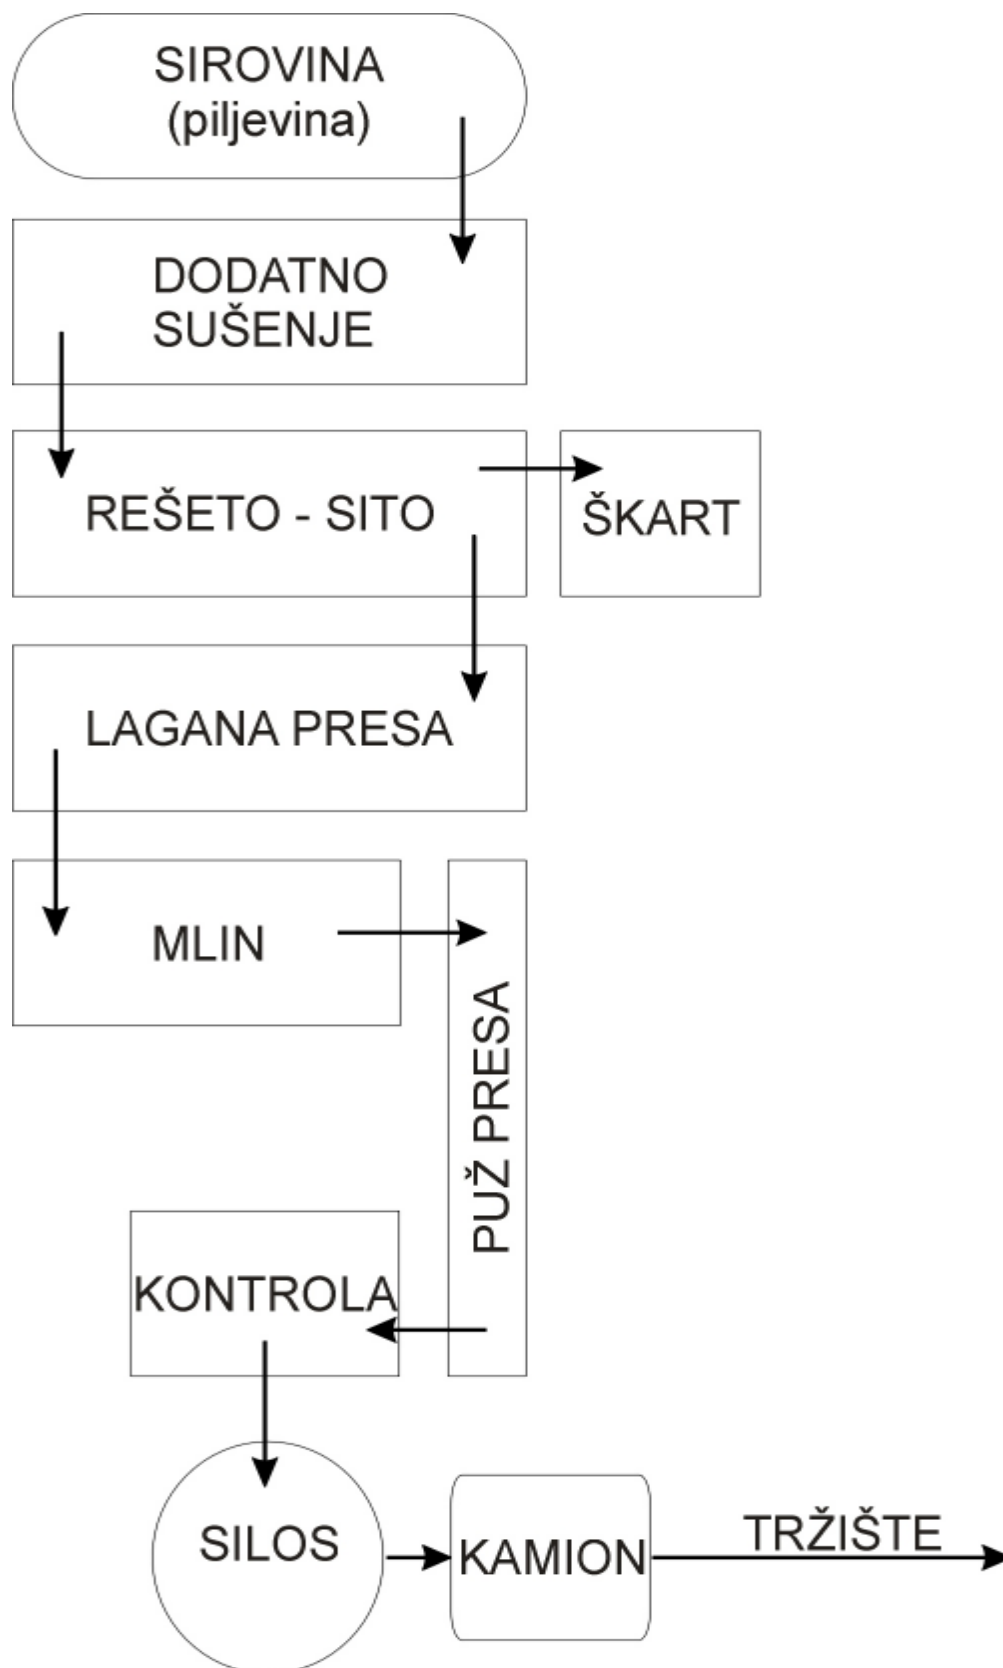 SIROVINA
(piljevina)
DODATNO
SUŠENJE
REŠETO - SITO
ŠKART
LAGANA PRESA
MLIN
PUŽ PRESA
KONTROLA
SILOS
KAMION
TRŽIŠTE